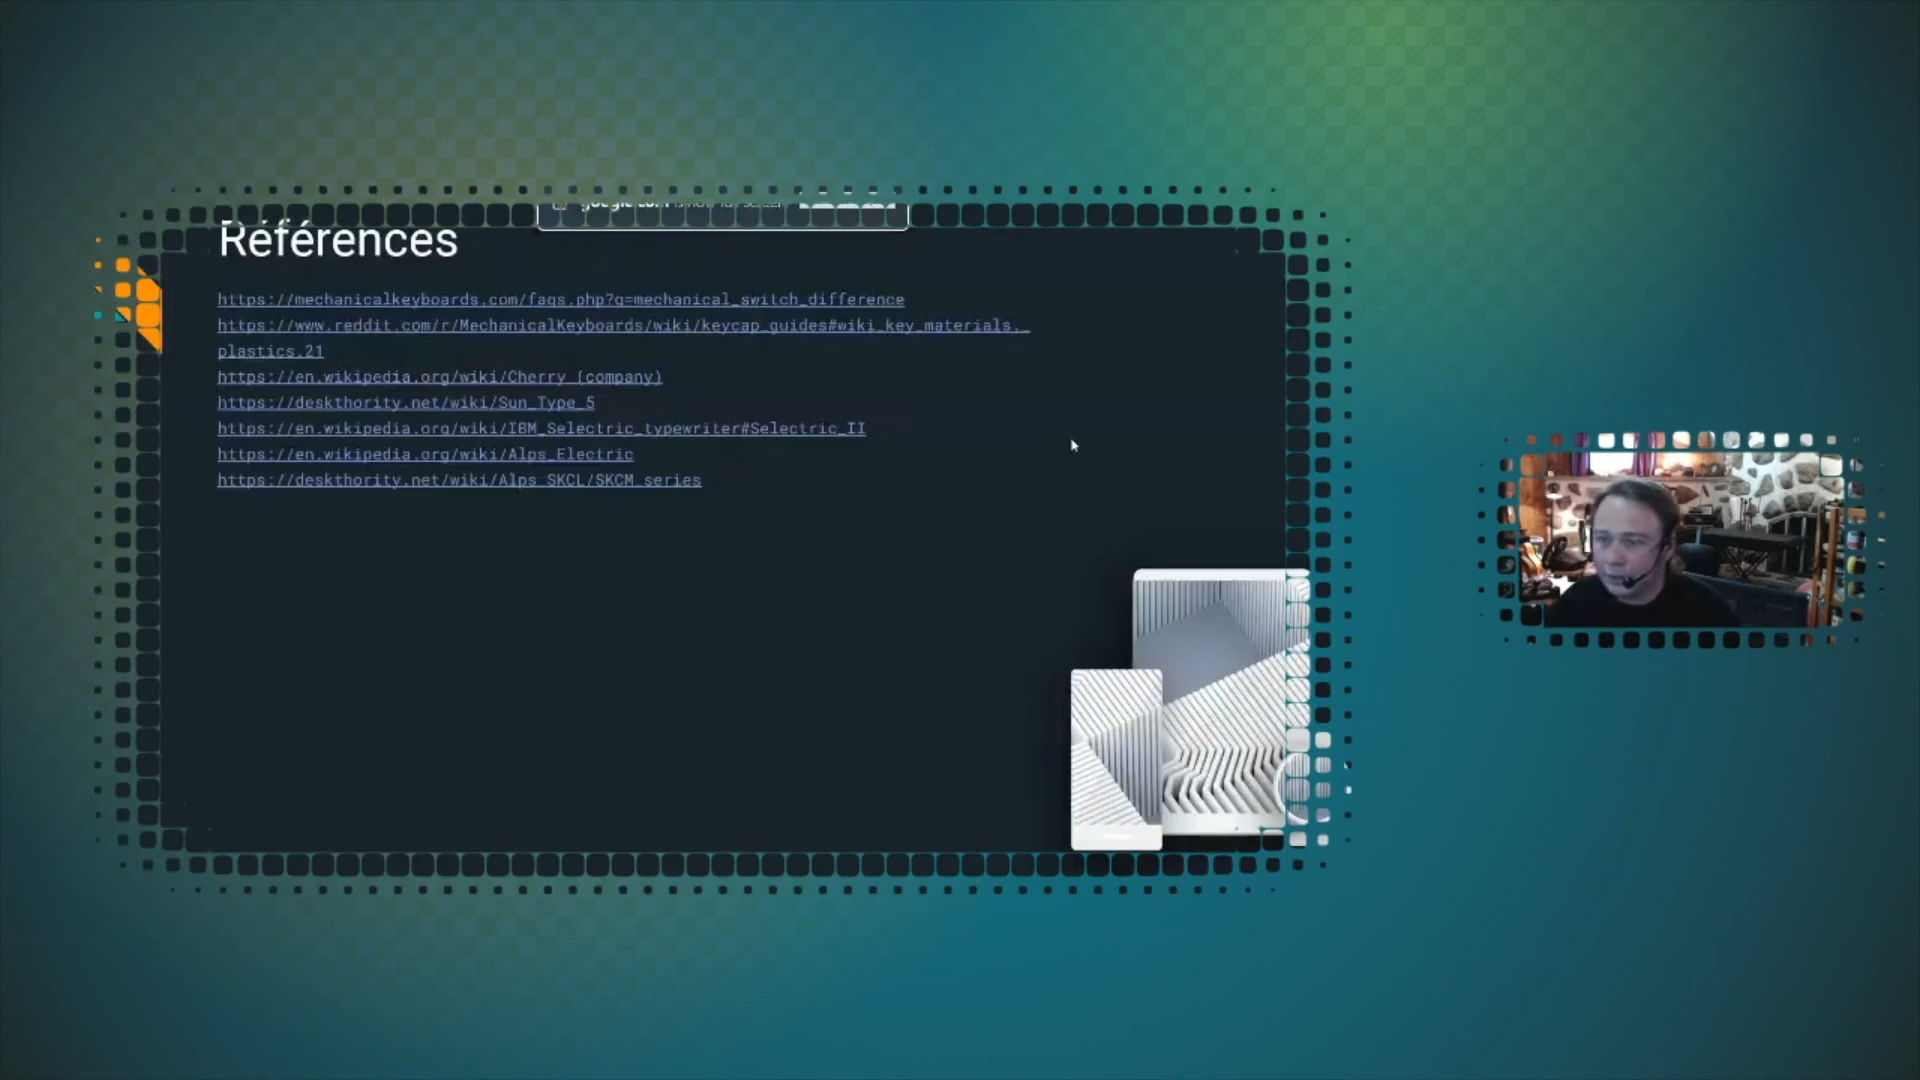 Références
https://mechanicalkeyboards.com/faqs.php?q=mechanical_switch_difference
https://www.reddit.com/r/MechanicalKeyboards/wiki/keycap_guides#wiki_key_materials._
plastics.21
https://en.wikipedia.org/wiki/Cherry_(company)
https://deskthority.net/wiki/Sun_Type_5
https://en.wikipedia.org/wiki/IBM_Selectric_typewriter#Selectric_II
https://en.wikipedia.org/wiki/Alps_Electric
https://deskthority.net/wiki/Alps_SKCL/SKCM_series